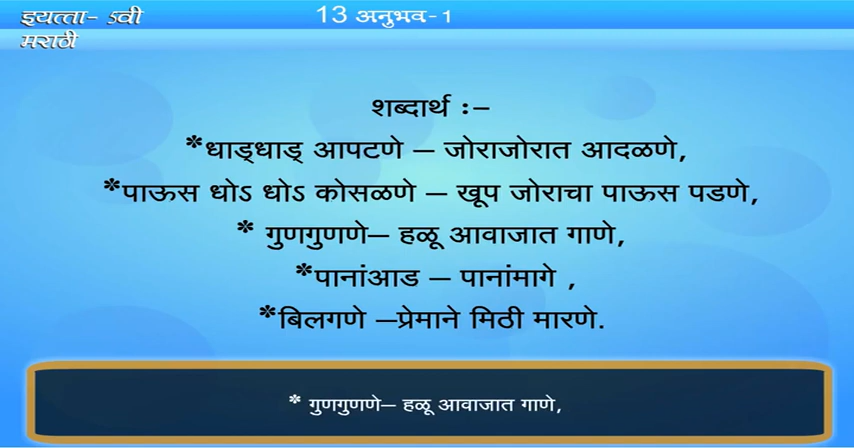 इयत्ता- 5वी
13 अनुभव-1
मराठी
शब्दार्थ :–
*धाड्धाड् आपटणे – जोराजोरात आदळणे,
*पाऊस धोऽ धोऽ कोसळणे – खूप जोराचा पाऊस पडणे,
* गुणगुणणे– हळू आवाजात गाणे,
*पानांआड – पानांमागे ,
*बिलगणे –प्रेमाने मिठी मारणे.
* गुणगुणणे– हळू आवाजात गाणे,